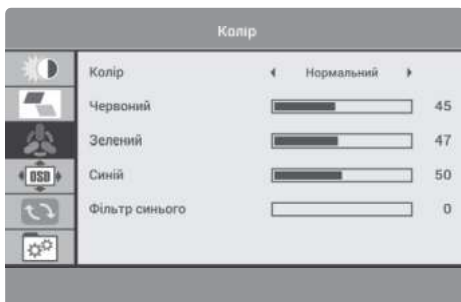 Колір
Колір Нормальний
Червоний 45
Зелений 47
Синій 50
OSD
Фільтр синього 0